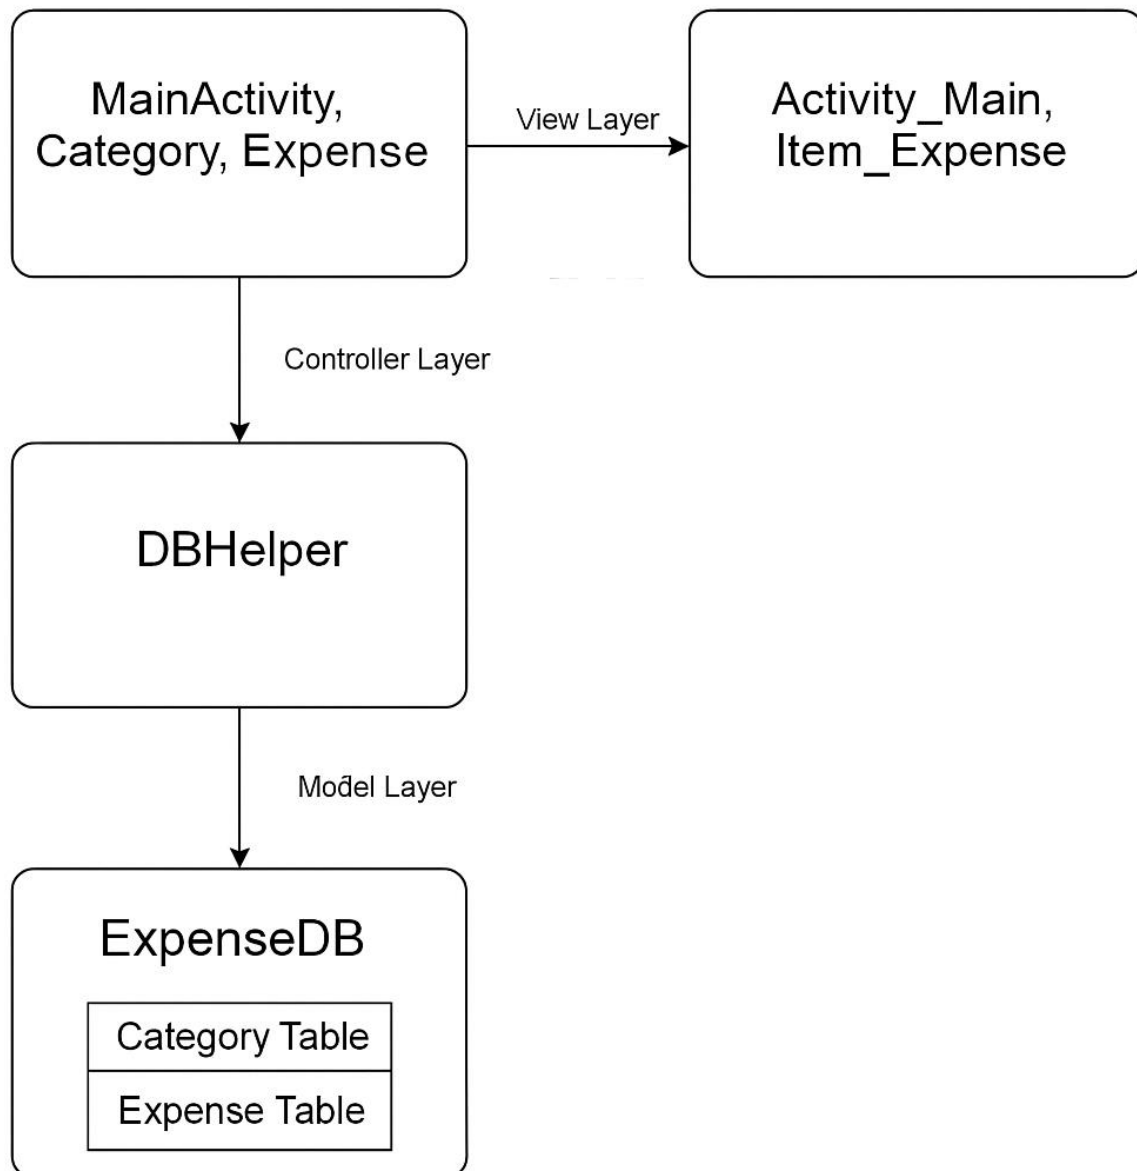 MainActivity,
Category, Expense
View Layer
Activity_Main,
Item_Expense
Controller Layer
DBHelper
Model Layer
ExpenseDB
Category Table
Expense Table